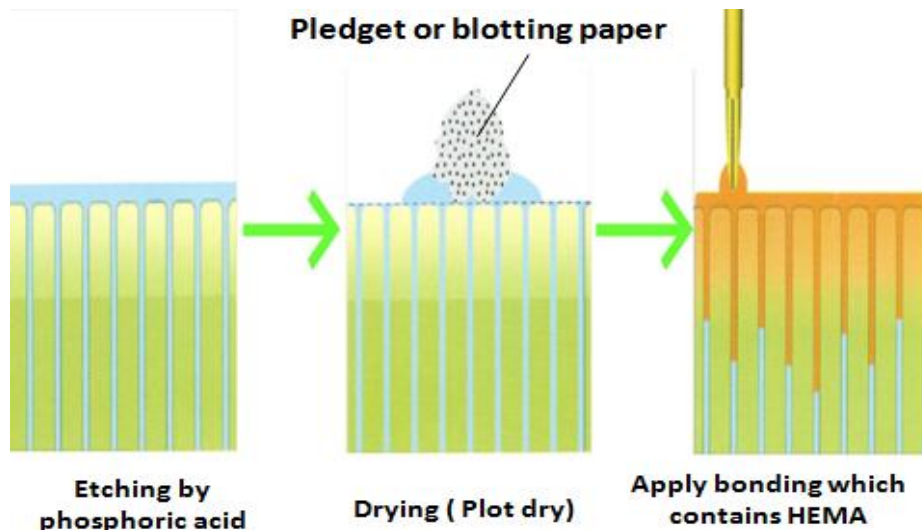 Pledget or blotting paper
Etching by
phosphoric acid
Drying ( Plot dry)
Apply bonding which
contains HEMA